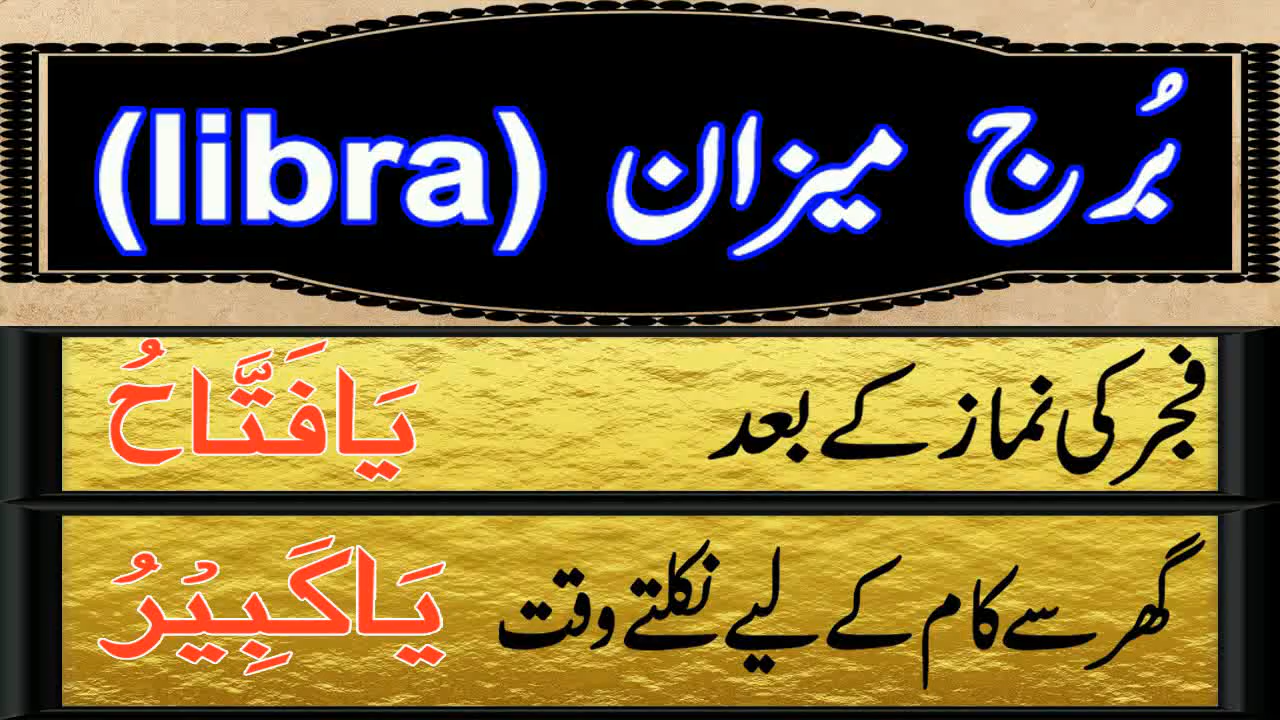 بُرج میزان (libra)
فجر کی نماز کے بعد یَافَتَّاحُ
گھر سے کام کے لیے نکلتے وقت یَاکَبِیْرُ